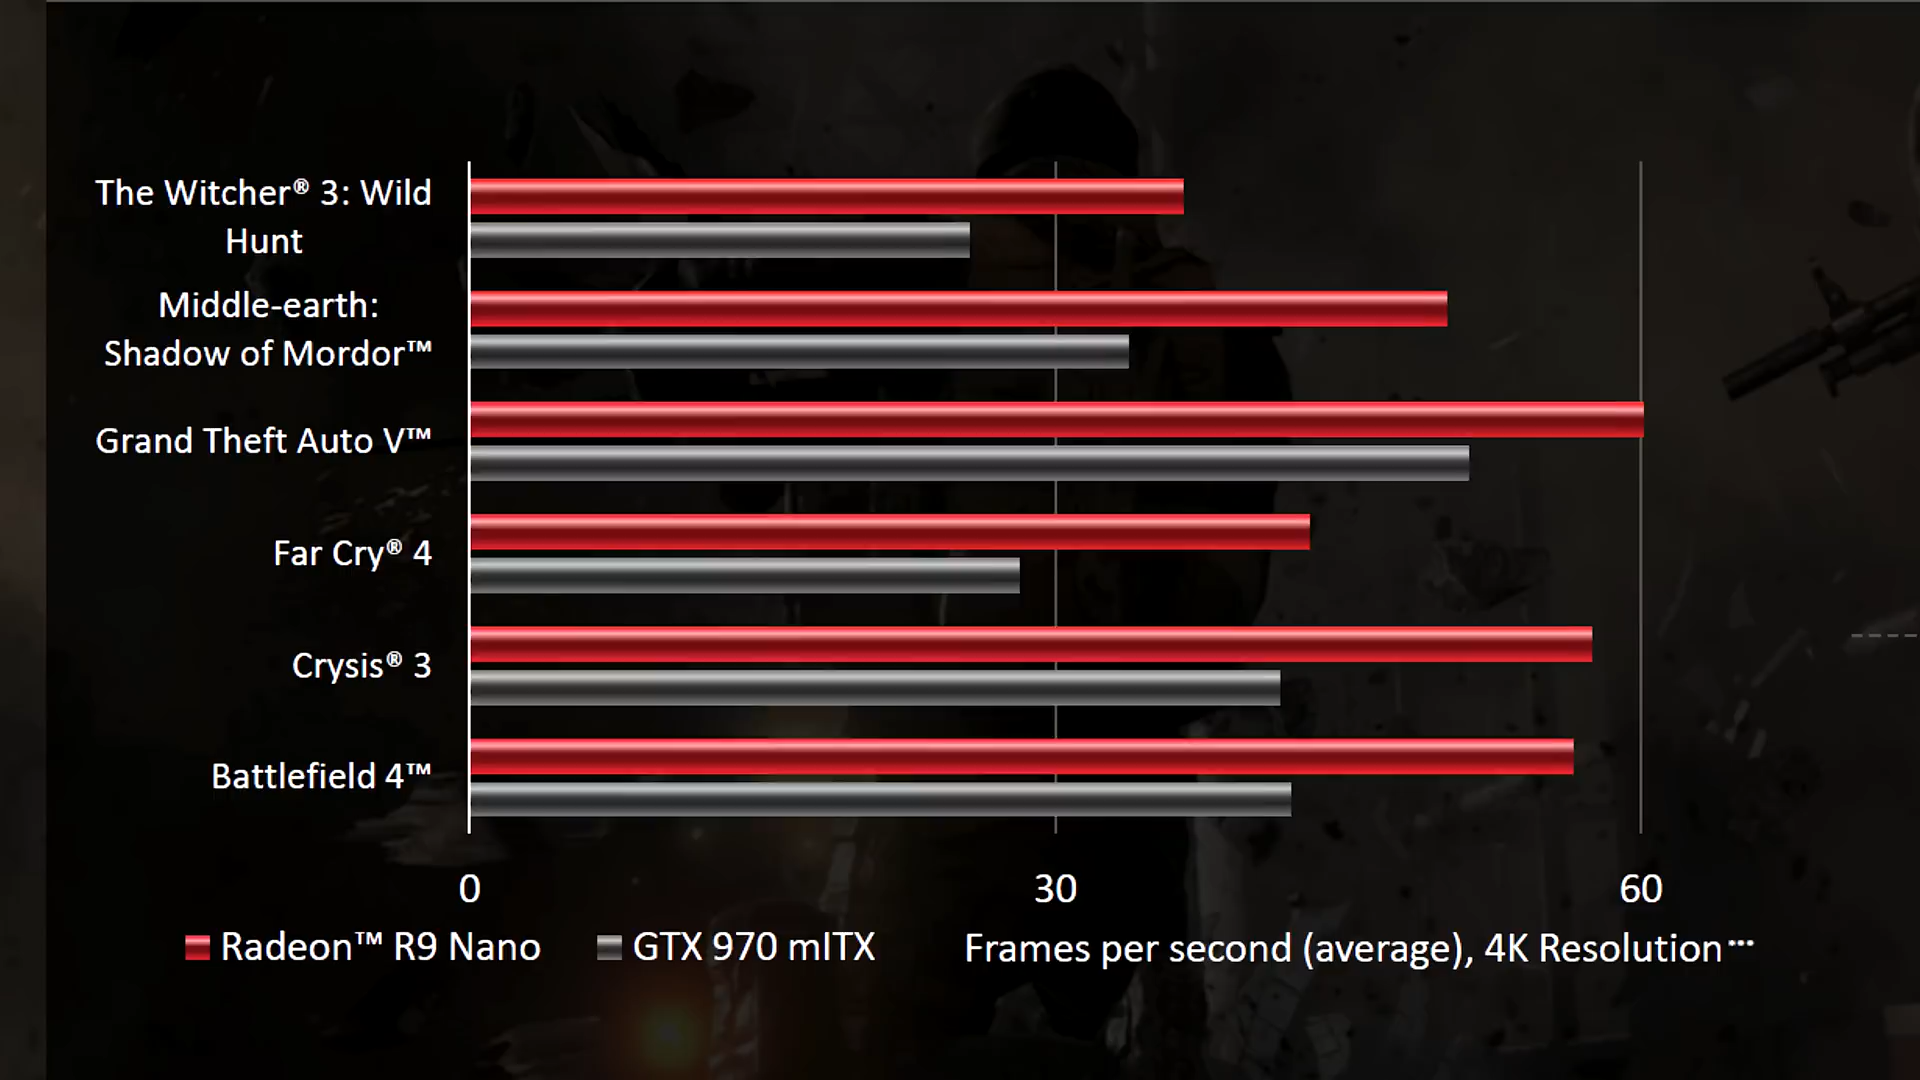 The Witcher® 3: Wild
Hunt
Middle-earth:
Shadow of Mordor™
Grand Theft Auto V™
Far Cry® 4
Crysis® 3
Battlefield 4™
0 30 60
Radeon™ R9 Nano GTX 970 mITX Frames per second (average), 4K Resolution•••